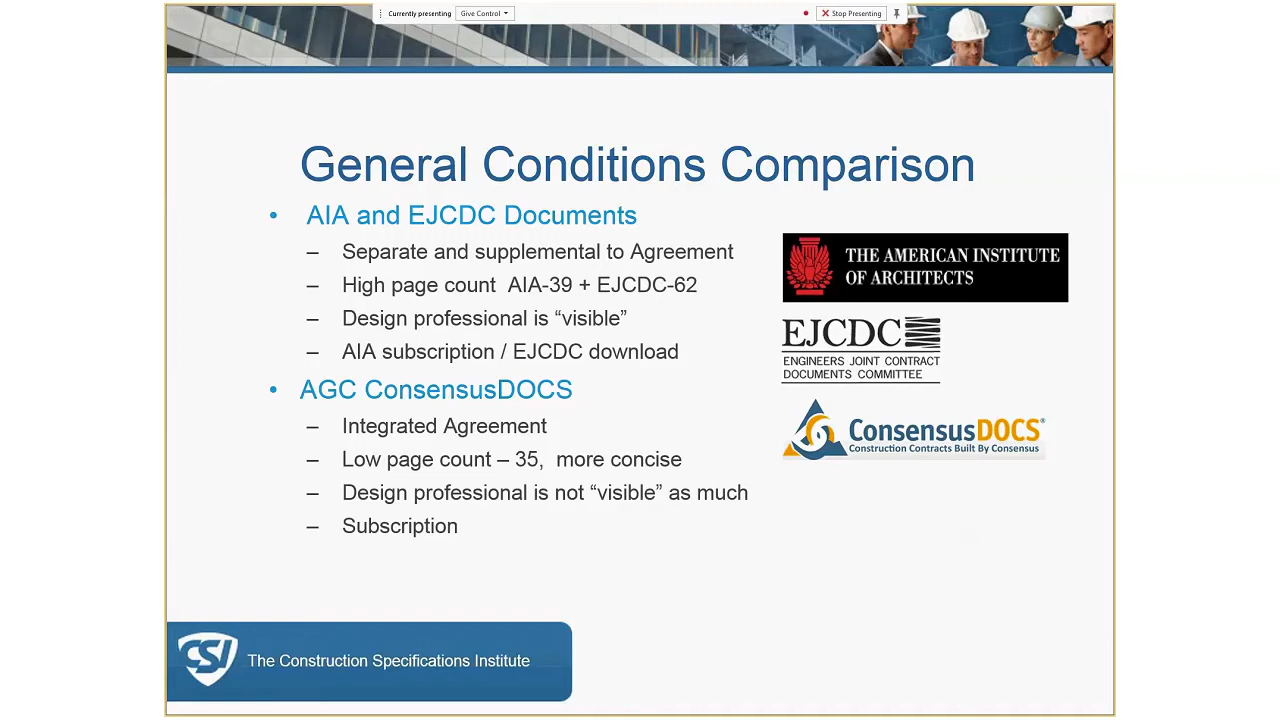 Currently presenting Give Control Stop Presenting
General Conditions Comparison
• AIA and EJCDC Documents
– Separate and supplemental to Agreement
– High page count AIA-39 + EJCDC-62
– Design professional is “visible”
– AIA subscription / EJCDC download
• AGC ConsensusDOCS
– Integrated Agreement
– Low page count – 35, more concise
– Design professional is not “visible” as much
– Subscription
THE AMERICAN INSTITUTE
OF ARCHITECTS
EJCDC
ENGINEERS JOINT CONTRACT
DOCUMENTS COMMITTEE
ConsensusDOCS®
Construction Contracts Built By Consensus
CSI The Construction Specifications Institute